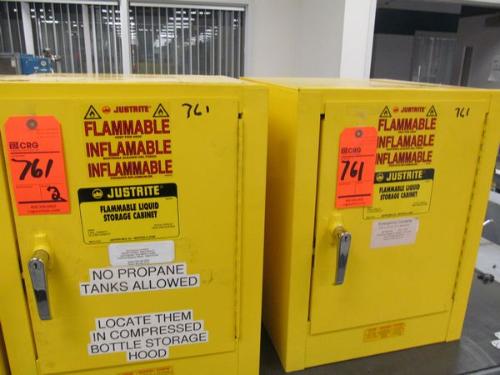 CRG
761
2
JUSTRITE
761
FLAMMABLE
INFLAMABLE
INFLAMMABLE
JUSTRITE
FLAMMABLE LIQUID
STORAGE CABINET
NO PROPANE
TANKS ALLOWED
LOCATE THEM
IN COMPRESSED
BOTTLE STORAGE
HOOD
CRG
761
JUSTRITE
761
FLAMMABLE
INFLAMABLE
INFLAMMABLE
JUSTRITE
FLAMMABLE LIQUID
STORAGE CABINET